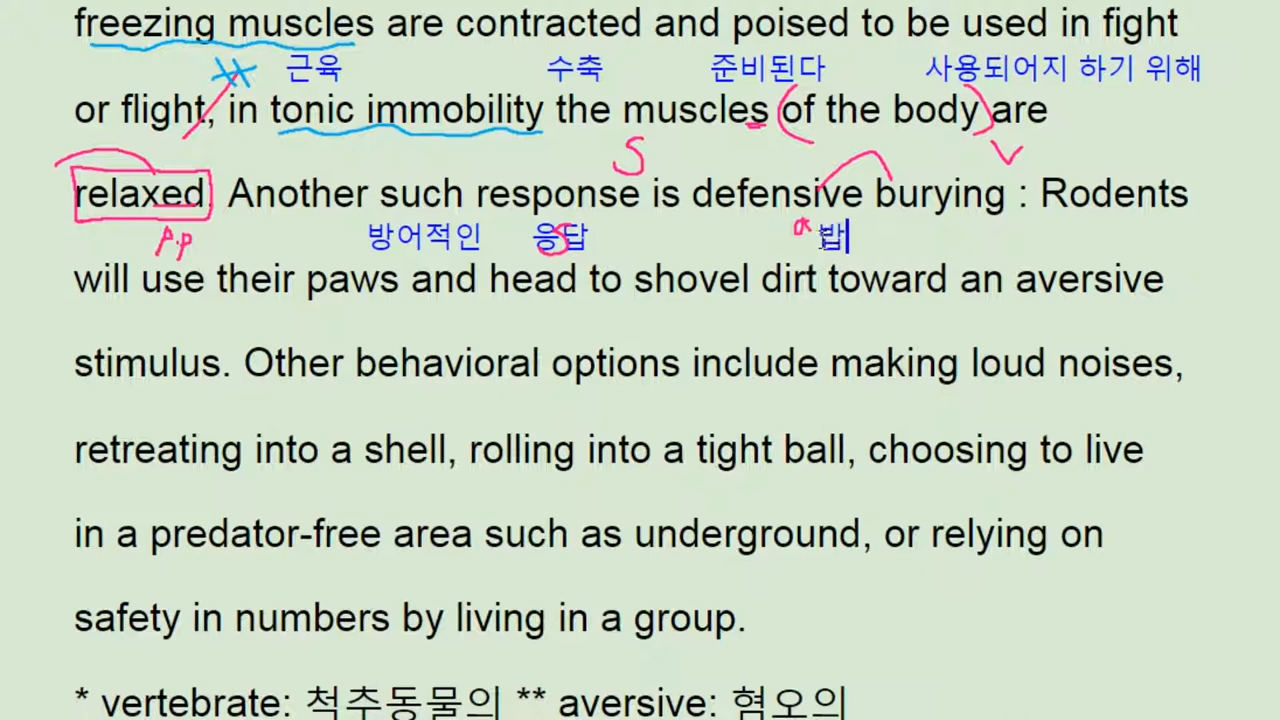 freezing muscles are contracted and poised to be used in fight
근육 수축 준비된다 사용되어지 하기 위해
or flight, in tonic immobility the muscles of the body are
S V
relaxed. Another such response is defensive burying : Rodents
p.p 방어적인 응답 S a 밥
will use their paws and head to shovel dirt toward an aversive
stimulus. Other behavioral options include making loud noises,
retreating into a shell, rolling into a tight ball, choosing to live
in a predator-free area such as underground, or relying on
safety in numbers by living in a group.
* vertebrate: 척추동물의 ** aversive: 혐오의